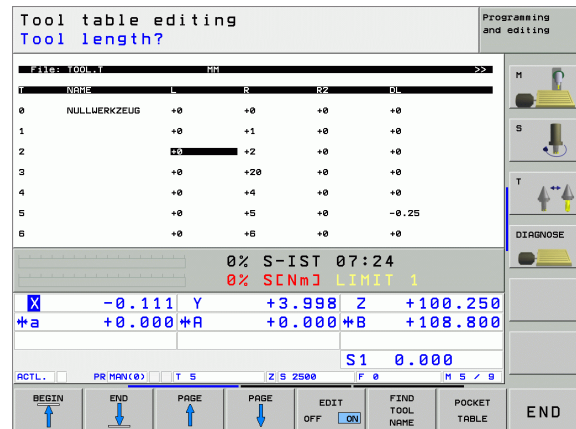 Tool table editing
Tool length?
Programming
and editing
File: TOOL.T MM >>
T NAME L R R2 DL
0 NULLWERKZEUG +0 +0 +0 +0
1 +0 +1 +0 +0
2 +0 +2 +0 +0
3 +0 +20 +0 +0
4 +0 +4 +0 +0
5 +0 +5 +0 -0.25
6 +0 +6 +0 +0
M
S
T
DIAGNOSE
0% S-IST 07:24
0% S[Nm] LIMIT 1
X -0.111 Y +3.998 Z +100.250
a +0.000 A +0.000 B +108.800
S1 0.000
ACTL. PR MAN(0) T 5 Z S 2500 F 0 M 5 / 9
BEGIN
END
PAGE
PAGE
EDIT
OFF ON
FIND
TOOL
NAME
POCKET
TABLE
END